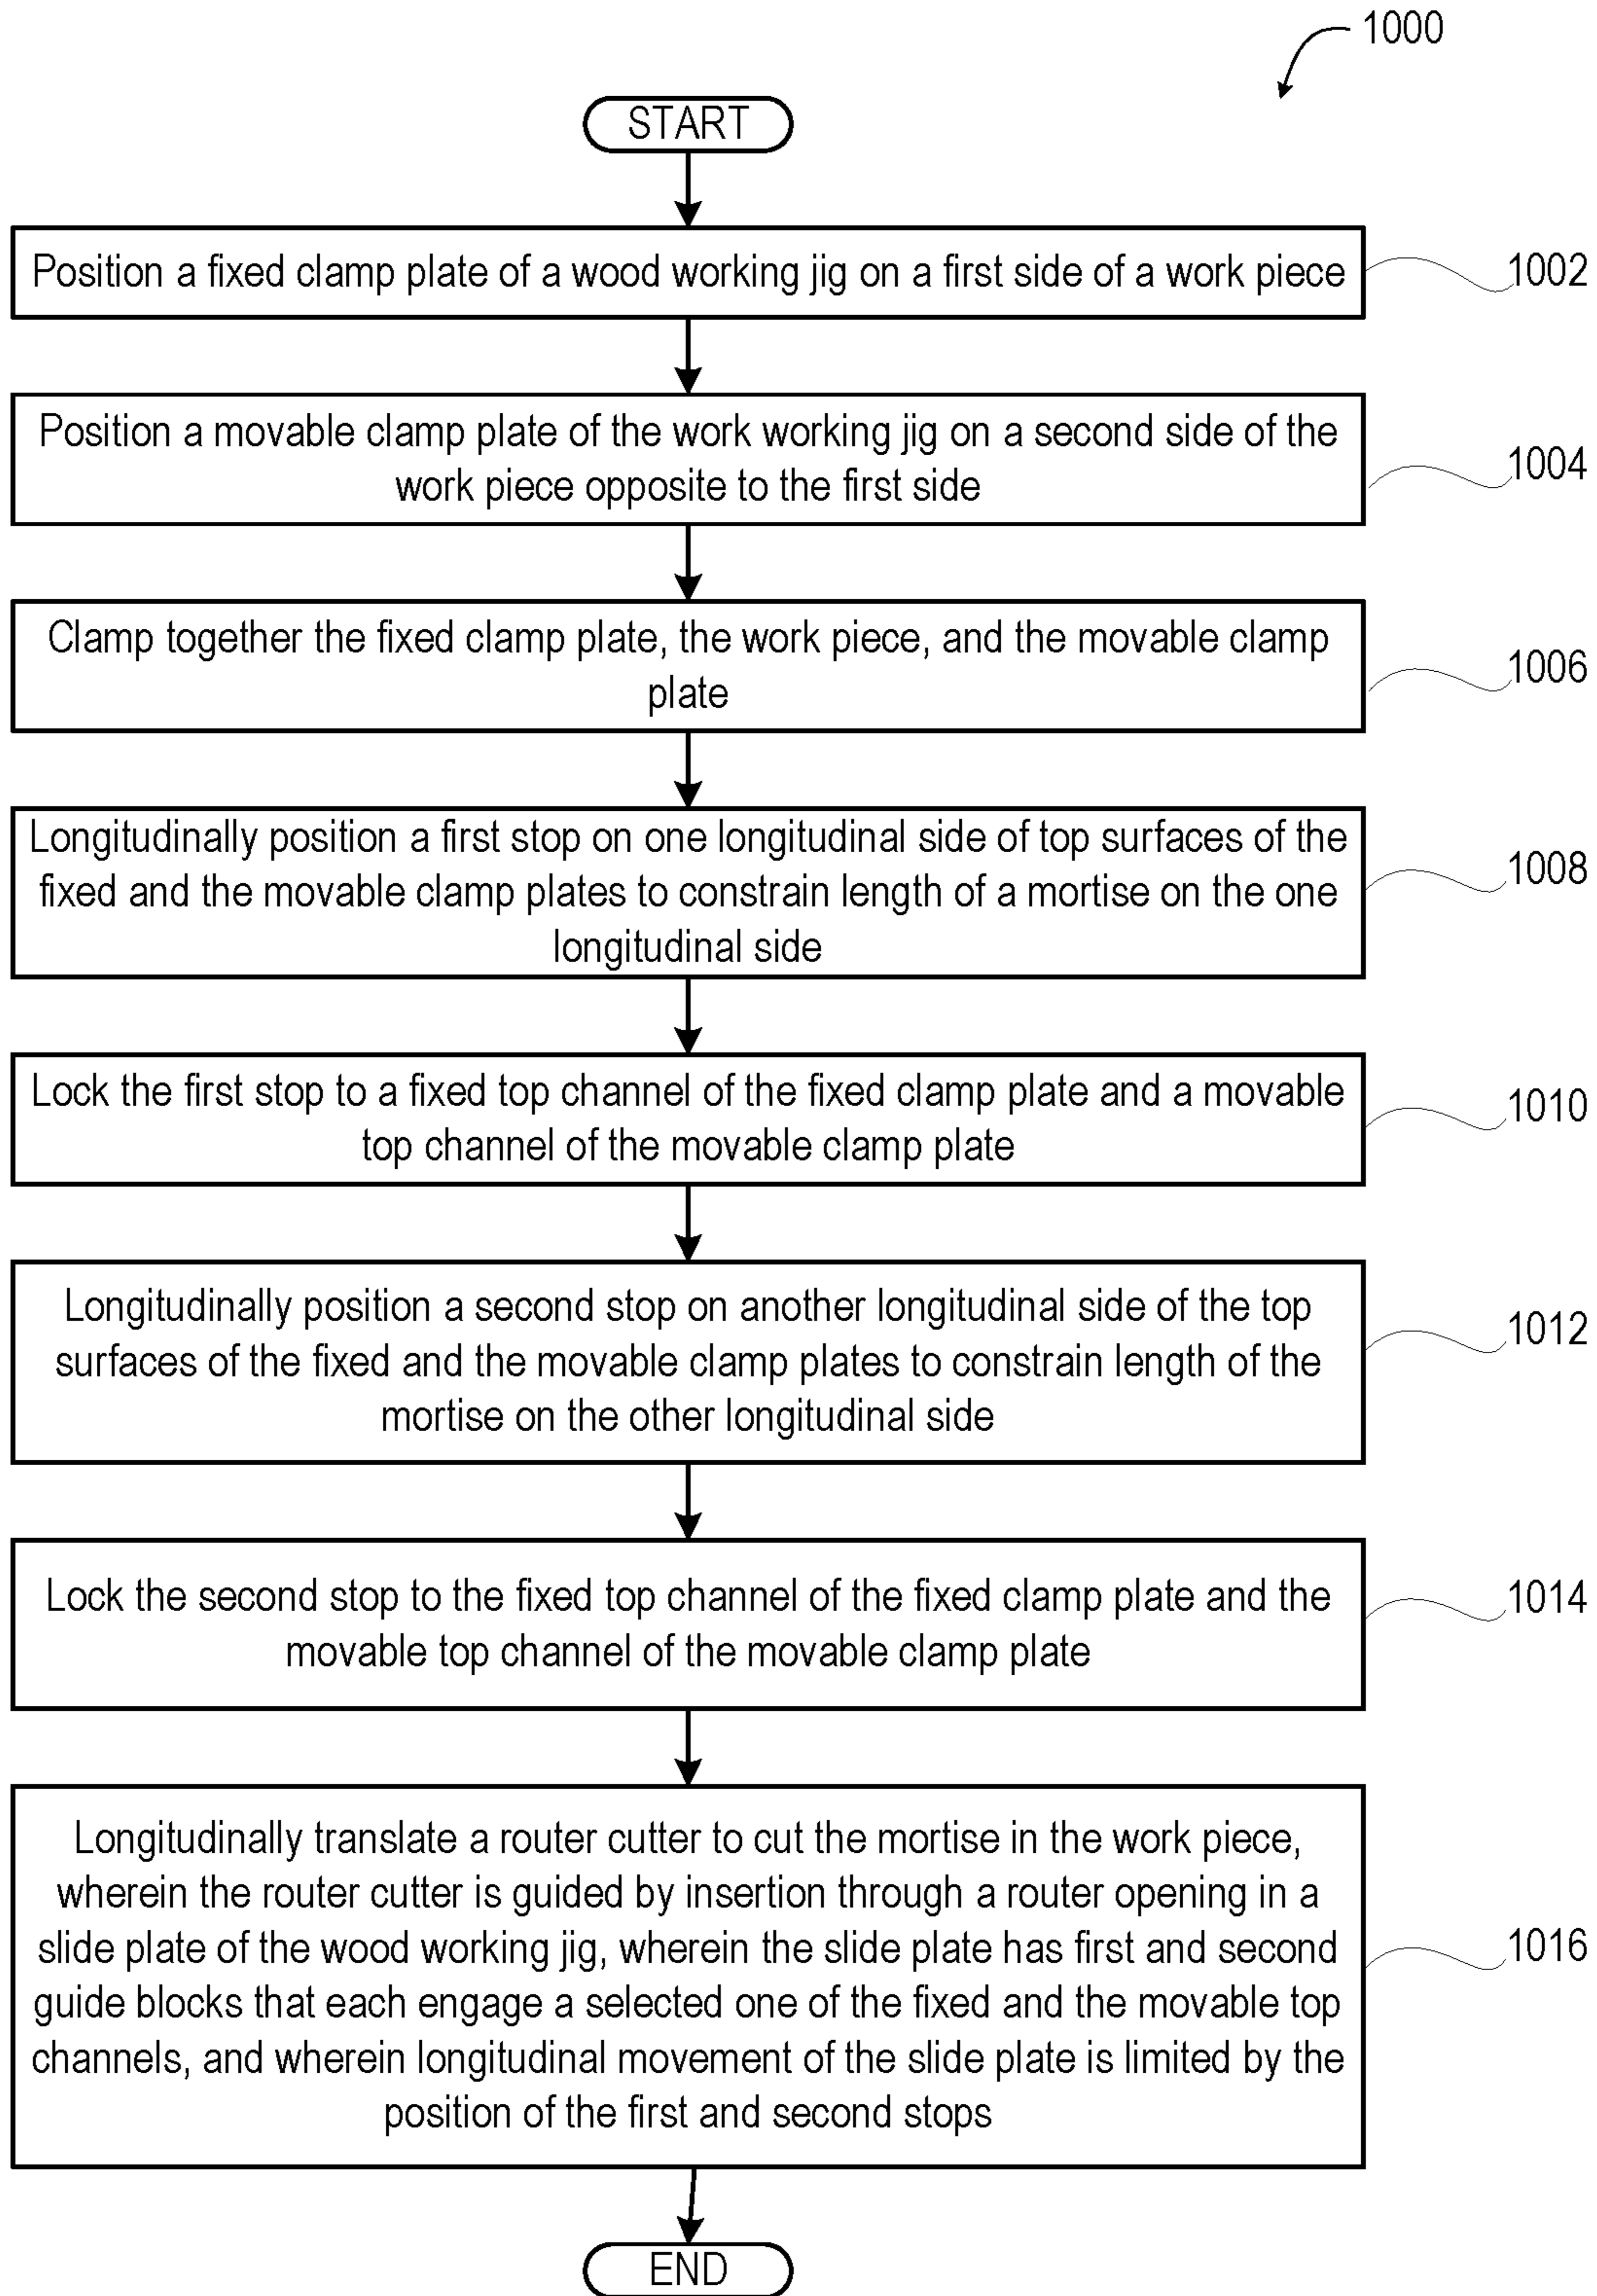 1000
START
Position a fixed clamp plate of a wood working jig on a first side of a work piece
1002
Position a movable clamp plate of the work working jig on a second side of the
work piece opposite to the first side
1004
Clamp together the fixed clamp plate, the work piece, and the movable clamp
plate
1006
Longitudinally position a first stop on one longitudinal side of top surfaces of the
fixed and the movable clamp plates to constrain length of a mortise on the one
longitudinal side
1008
Lock the first stop to a fixed top channel of the fixed clamp plate and a movable
top channel of the movable clamp plate
1010
Longitudinally position a second stop on another longitudinal side of the top
surfaces of the fixed and the movable clamp plates to constrain length of the
mortise on the other longitudinal side
1012
Lock the second stop to the fixed top channel of the fixed clamp plate and the
movable top channel of the movable clamp plate
1014
Longitudinally translate a router cutter to cut the mortise in the work piece,
wherein the router cutter is guided by insertion through a router opening in a
slide plate of the wood working jig, wherein the slide plate has first and second
guide blocks that each engage a selected one of the fixed and the movable top
channels, and wherein longitudinal movement of the slide plate is limited by the
position of the first and second stops
1016
END